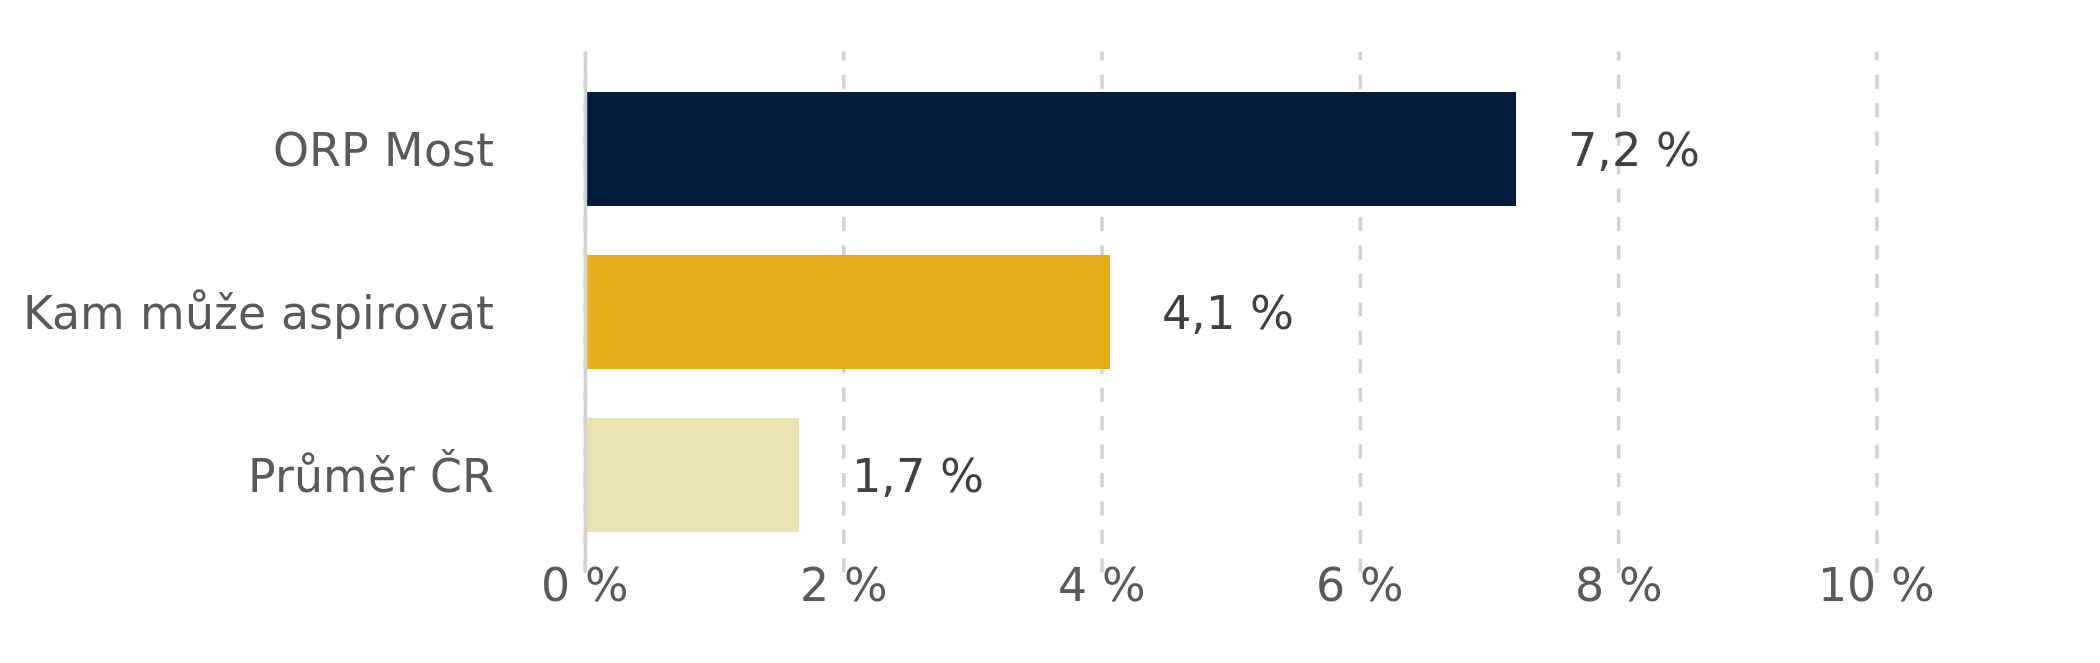 ORP Most
7,2 %
Kam může aspirovat
4,1 %
Průměr ČR
1,7 %
0 % 2 % 4 % 6 % 8 % 10 %